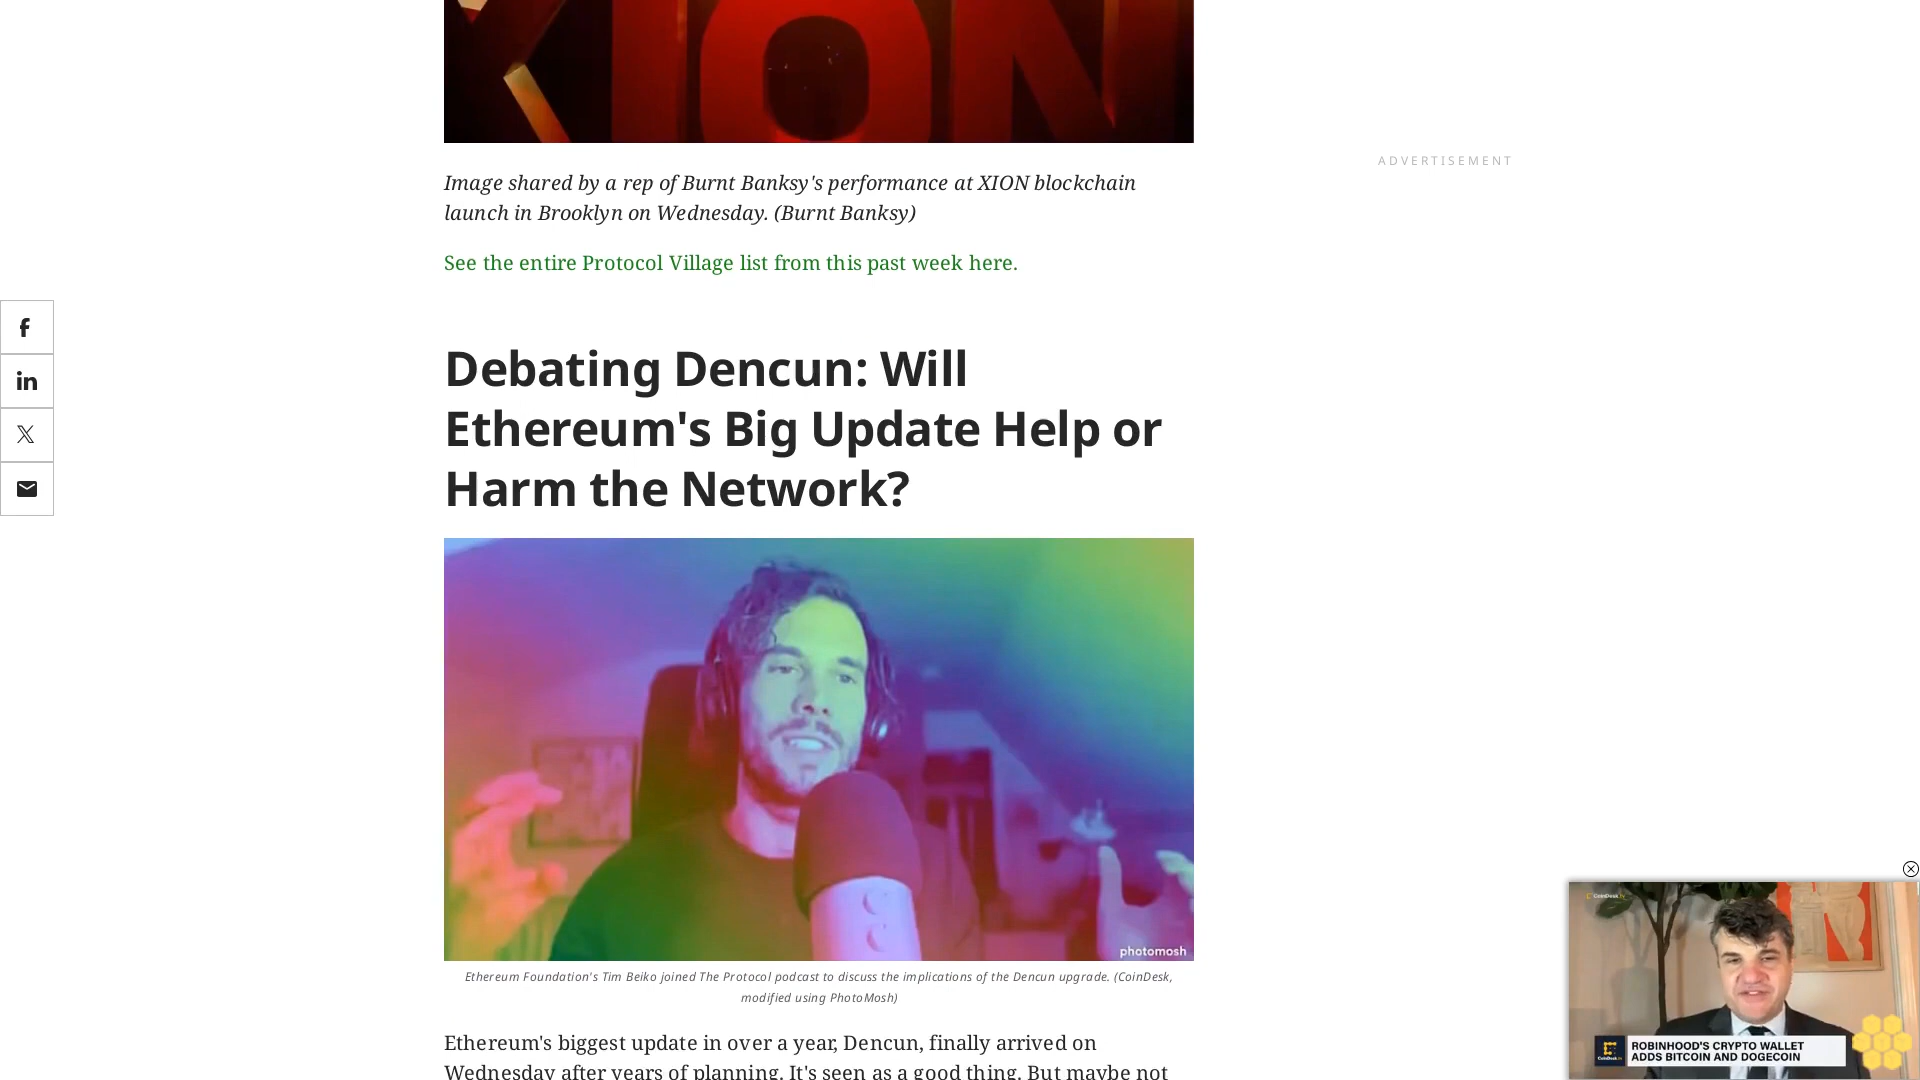 XION
Image shared by a rep of Burnt Banksy's performance at XION blockchain
launch in Brooklyn on Wednesday. (Burnt Banksy)
ADVERTISEMENT
See the entire Protocol Village list from this past week here.
Debating Dencun: Will
Ethereum's Big Update Help or
Harm the Network?
photomosh
Ethereum Foundation's Tim Beiko joined The Protocol podcast to discuss the implications of the Dencun upgrade. (CoinDesk,
modified using PhotoMosh)
Ethereum's biggest update in over a year, Dencun, finally arrived on
Wednesday after years of planning. It's seen as a good thing. But maybe not
CoinDesk TV
CoinDesk
ROBINHOOD'S CRYPTO WALLET
ADDS BITCOIN AND DOGECOIN